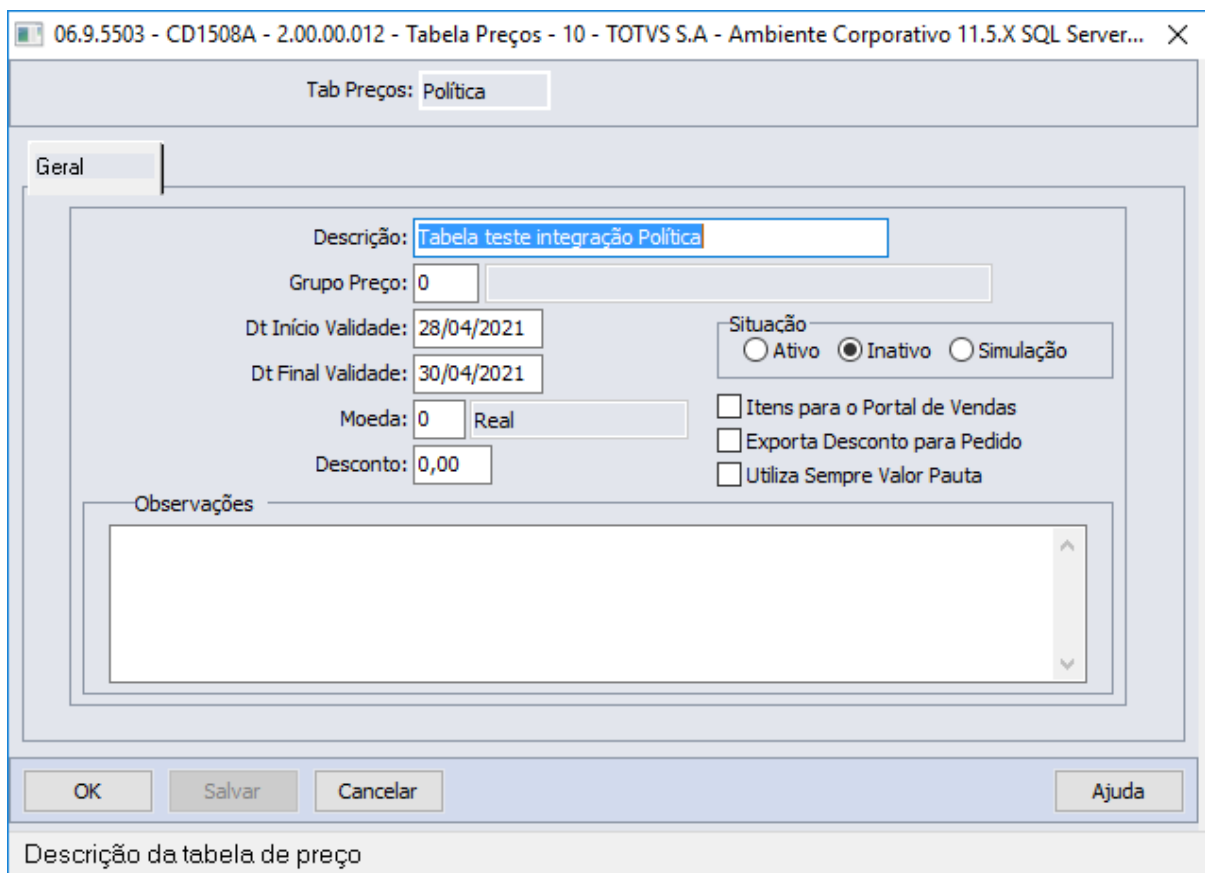 06.9.5503 - CD1508A - 2.00.00.012 - Tabela Preços - 10 - TOTVS S.A - Ambiente Corporativo 11.5.X SQL Server...
Tab Preços: Política
Geral
Descrição: Tabela teste integração Política
Grupo Preço: 0
Dt Início Validade: 28/04/2021
Situação
Ativo Inativo Simulação
Dt Final Validade: 30/04/2021
Moeda: 0 Real
Itens para o Portal de Vendas
Exporta Desconto para Pedido
Desconto: 0,00
Utiliza Sempre Valor Pauta
Observações
OK Salvar Cancelar Ajuda
Descrição da tabela de preço